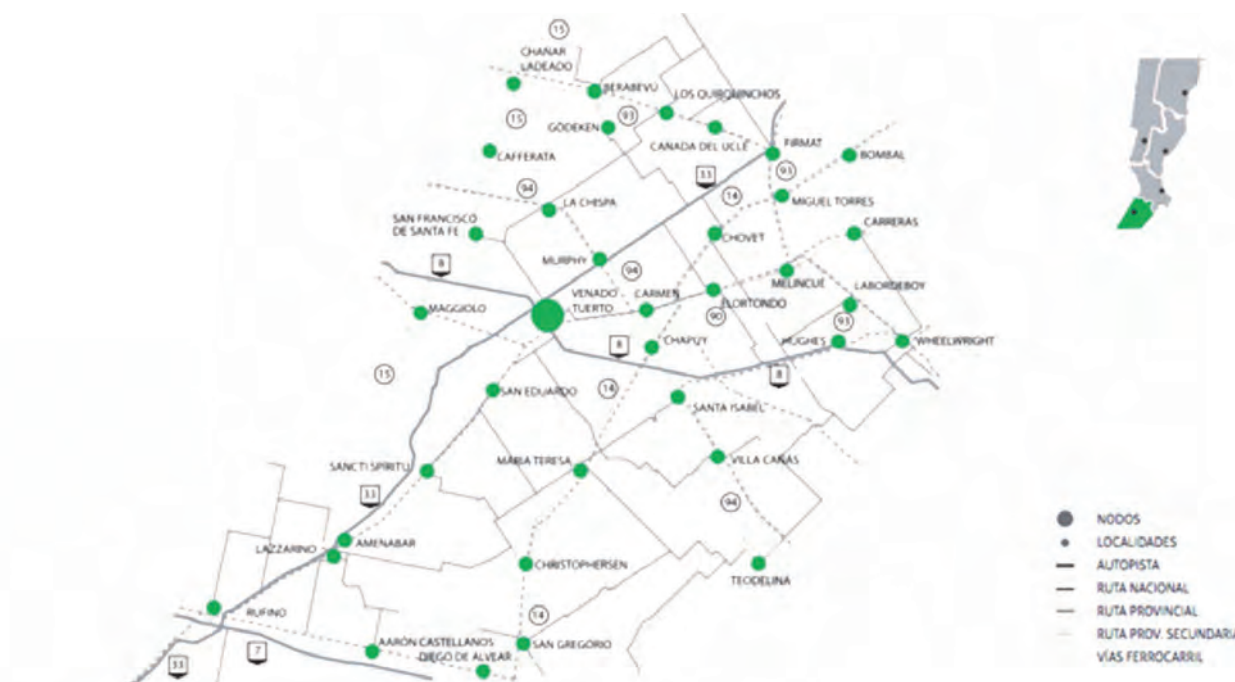 15
CHAÑAR
LADEADO
BERABEVÚ
LOS QUIRQUINCHOS
15
93
GÖDEKEN
CAÑADA DEL UCLE
FIRMAT
BOMBAL
CAFFERATA
33
93
94
14
MIGUEL TORRES
LA CHISPA
SAN FRANCISCO
DE SANTA FE
CARRERAS
CHOVET
MURPHY
8
94
MELINCUE
VENADO
TUERTO
CARMEN
ELORTONDO
LABORDEBOY
MAGGIOLO
90
93
8
CHAPUY
HUGHES
WHEELWRIGHT
15
14
8
SAN EDUARDO
SANTA ISABEL
SANCTI SPIRITU
MARIA TERESA
VILLA CAÑAS
33
94
LAZZARINO
AMENABAR
CHRISTOPHERSEN
TEODELINA
RUFINO
14
AARÓN CASTELLANOS
SAN GREGORIO
DIEGO DE ALVEAR
33
7
NODOS
LOCALIDADES
AUTOPISTA
RUTA NACIONAL
RUTA PROVINCIAL
RUTA PROV. SECUNDARIA
VÍAS FERROCARRIL